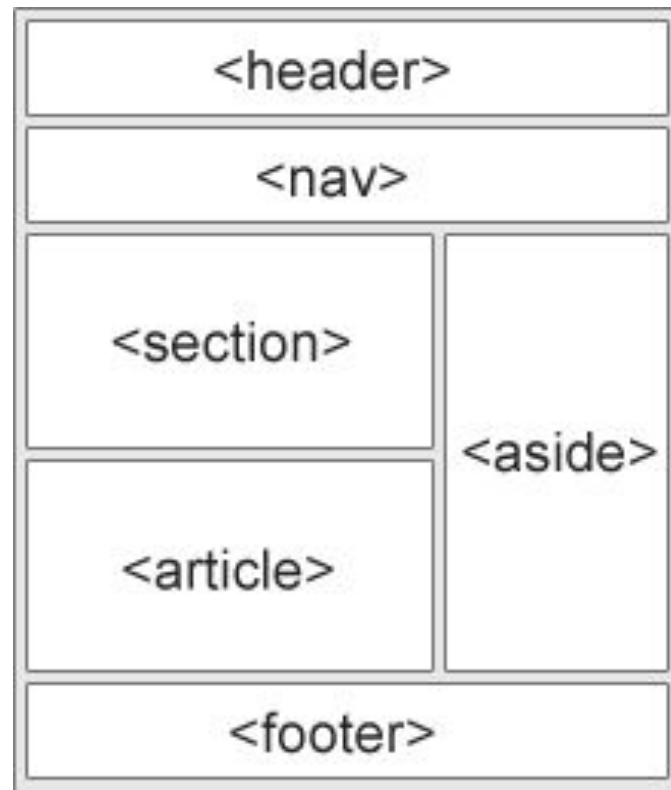 <header>
<nav>
<section>
<aside>
<article>
<footer>